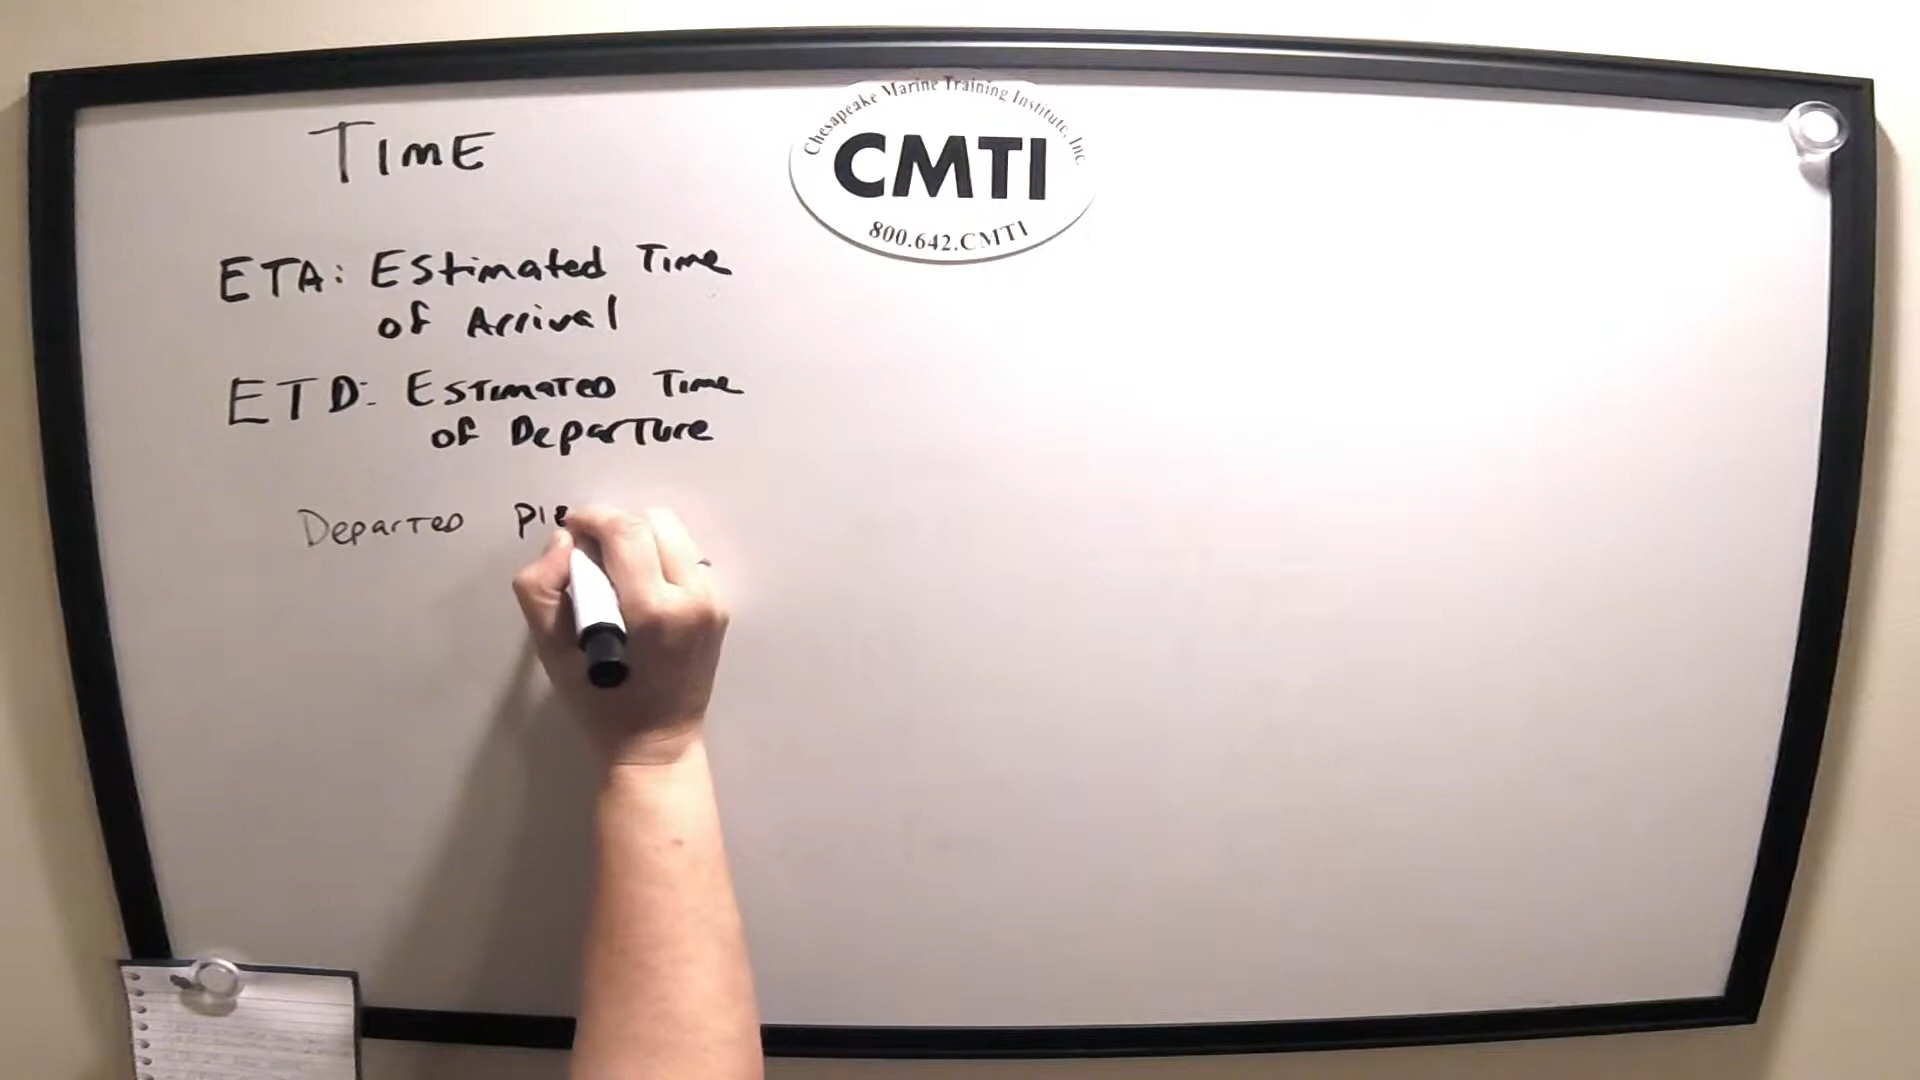 TIME
Chesapeake Marine Training Institute, Inc.
CMTI
800.642.CMTI
ETA: Estimated Time
of Arrival
ETD: Estimated Time
of Departure
Departed Pie